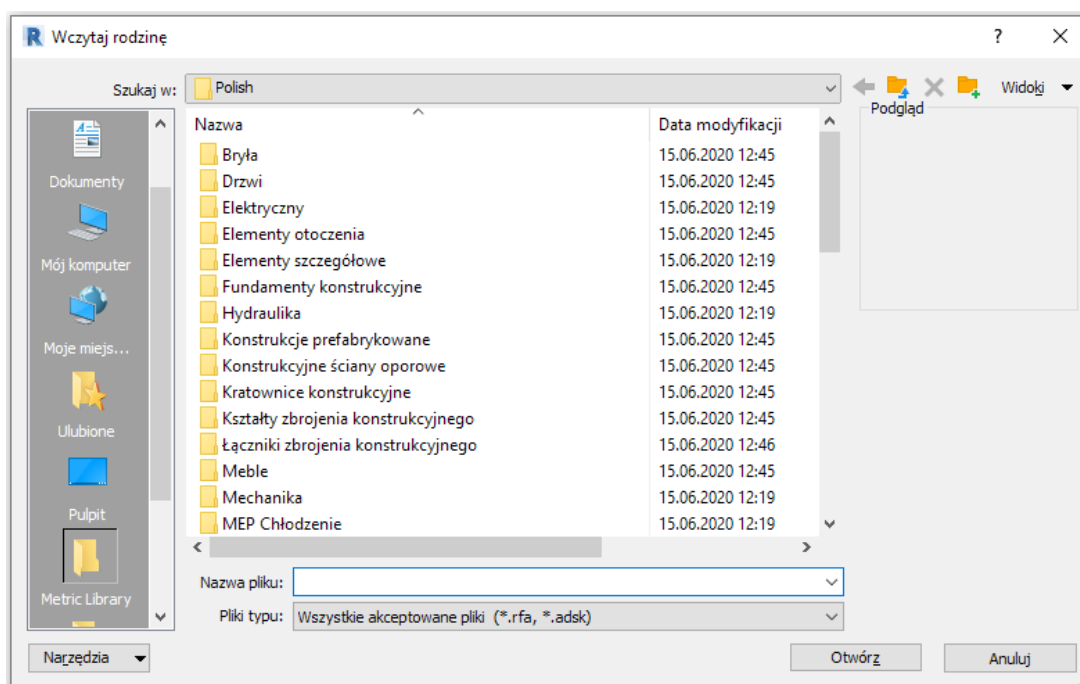 R Wczytaj rodzinę ?
Szukaj w: Polish Widoki
Dokumenty
Mój komputer
Moje miejs...
Ulubione
Pulpit
Metric Library
Nazwa Data modyfikacji
Bryła 15.06.2020 12:45
Drzwi 15.06.2020 12:45
Elektryczny 15.06.2020 12:19
Elementy otoczenia 15.06.2020 12:45
Elementy szczegółowe 15.06.2020 12:19
Fundamenty konstrukcyjne 15.06.2020 12:45
Hydraulika 15.06.2020 12:19
Konstrukcje prefabrykowane 15.06.2020 12:45
Konstrukcyjne ściany oporowe 15.06.2020 12:45
Kratownice konstrukcyjne 15.06.2020 12:45
Kształty zbrojenia konstrukcyjnego 15.06.2020 12:45
Łączniki zbrojenia konstrukcyjnego 15.06.2020 12:46
Meble 15.06.2020 12:45
Mechanika 15.06.2020 12:19
MEP Chłodzenie 15.06.2020 12:19
Podgląd
Nazwa pliku:
Pliki typu: Wszystkie akceptowane pliki (*.rfa, *.adsk)
Narzędzia Otwórz Anuluj